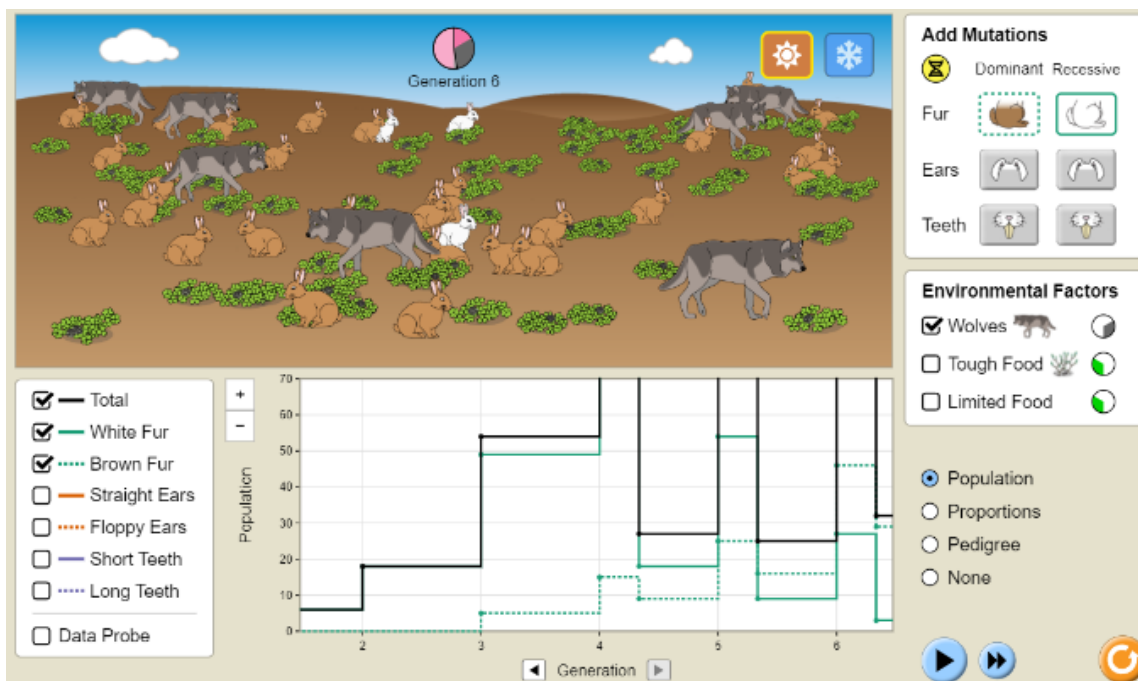 Generation 6
Add Mutations
Dominant Recessive
Fur
Ears
Teeth
Environmental Factors
Wolves
Tough Food
Limited Food
Population
Proportions
Pedigree
None
Total
White Fur
Brown Fur
Straight Ears
Floppy Ears
Short Teeth
Long Teeth
Data Probe
+
−
Population
70
60
50
40
30
20
10
0
2 3 4 5 6
Generation